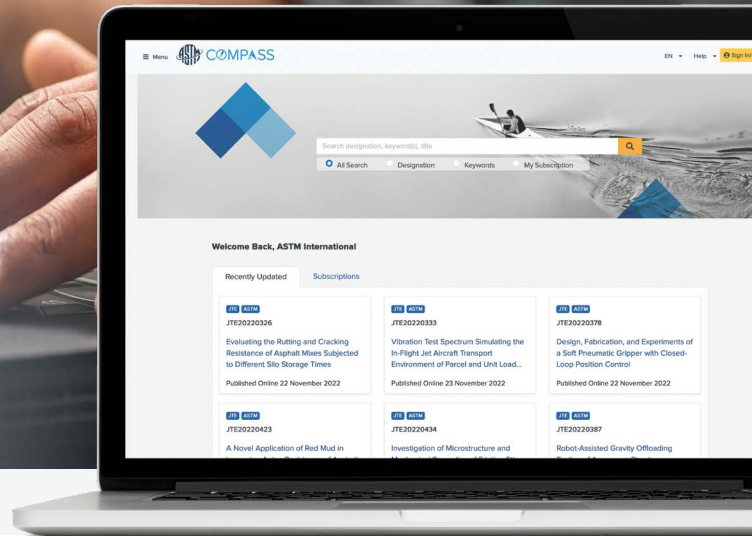 Menu
ASTM
COMPASS
EN
Help
Sign In/
Search designation, keyword(s), title
All Search
Designation
Keywords
My Subscription
Welcome Back, ASTM International
Recently Updated
Subscriptions
JTE ASTM
JTE20220326
Evaluating the Rutting and Cracking
Resistance of Asphalt Mixes Subjected
to Different Silo Storage Times
Published Online 22 November 2022
JTE ASTM
JTE20220333
Vibration Test Spectrum Simulating the
In-Flight Jet Aircraft Transport
Environment of Parcel and Unit Load...
Published Online 23 November 2022
JTE ASTM
JTE20220378
Design, Fabrication, and Experiments of
a Soft Pneumatic Gripper with Closed-
Loop Position Control
Published Online 22 November 2022
JTE ASTM
JTE20220423
A Novel Application of Red Mud in
JTE ASTM
JTE20220434
Investigation of Microstructure and
JTE ASTM
JTE20220387
Robot-Assisted Gravity Offloading